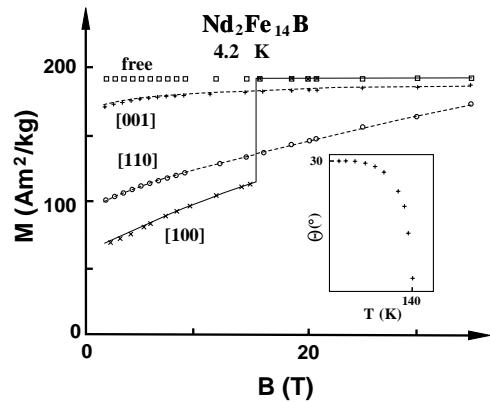 Nd₂Fe₁₄B
4.2 K
free
200
[001]
[110]
[100]
100
0
M (Am²/kg)
30
Θ(°)
140
T (K)
0
20
B (T)